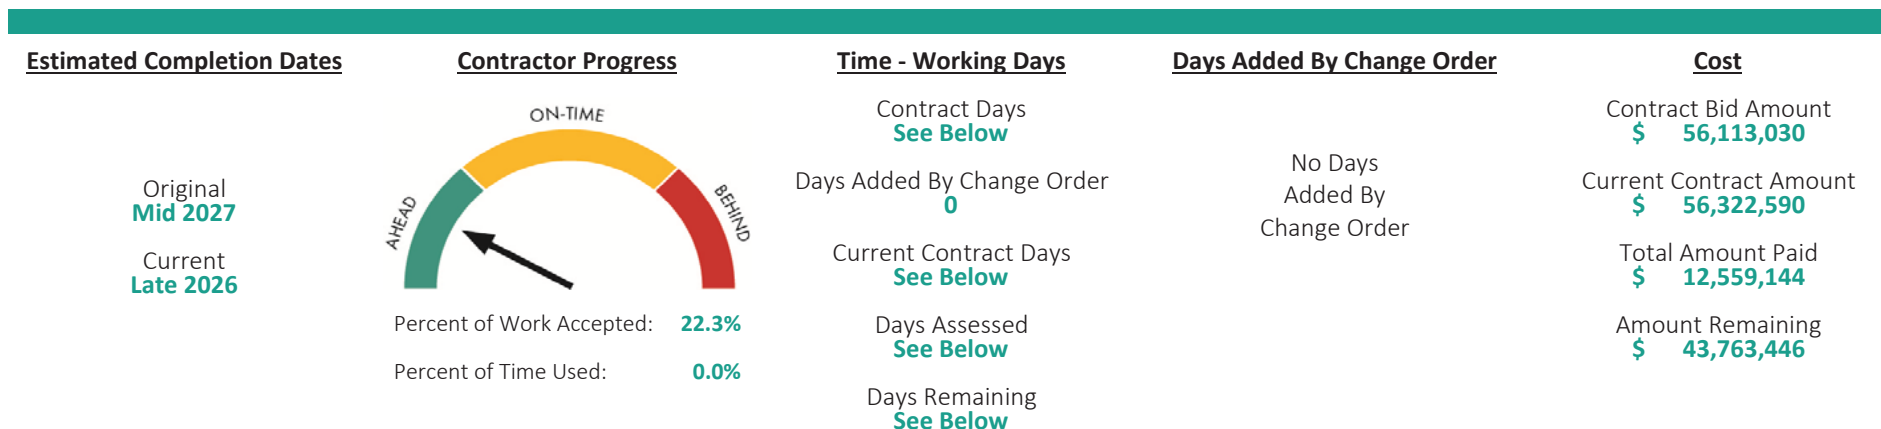 Estimated Completion Dates
Original
Mid 2027
Current
Late 2026
Contractor Progress
ON-TIME
AHEAD
BEHIND
Percent of Work Accepted: 22.3%
Percent of Time Used: 0.0%
Time - Working Days
Contract Days
See Below
Days Added By Change Order
0
Current Contract Days
See Below
Days Assessed
See Below
Days Remaining
See Below
Days Added By Change Order
No Days
Added By
Change Order
Cost
Contract Bid Amount
$ 56,113,030
Current Contract Amount
$ 56,322,590
Total Amount Paid
$ 12,559,144
Amount Remaining
$ 43,763,446